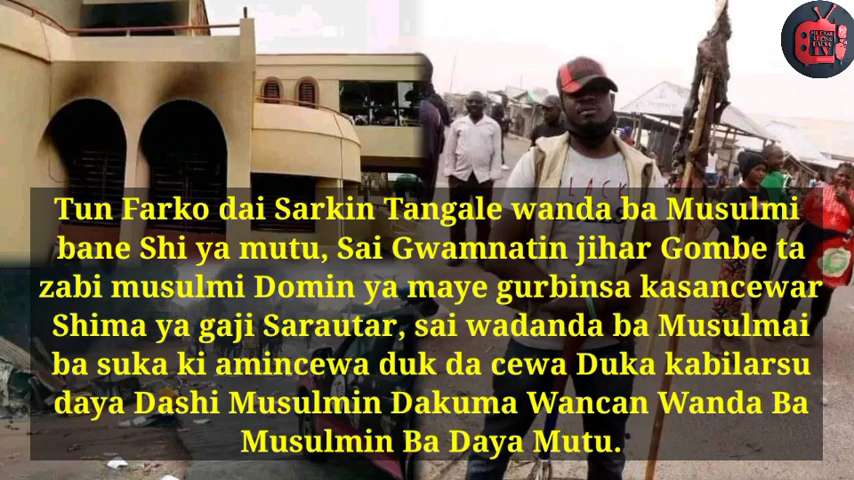 Tun Farko dai Sarkin Tangale wanda ba Musulmi
bane Shi ya mutu, Sai Gwamnatin jihar Gombe ta
zabi musulmi Domin ya maye gurbinsa kasancewar
Shima ya gaji Sarautar, sai wadanda ba Musulmai
ba suka ki amincewa duk da cewa Duka kabilarsu
daya Dashi Musulmin Dakuma Wancan Wanda Ba
Musulmin Ba Daya Mutu.